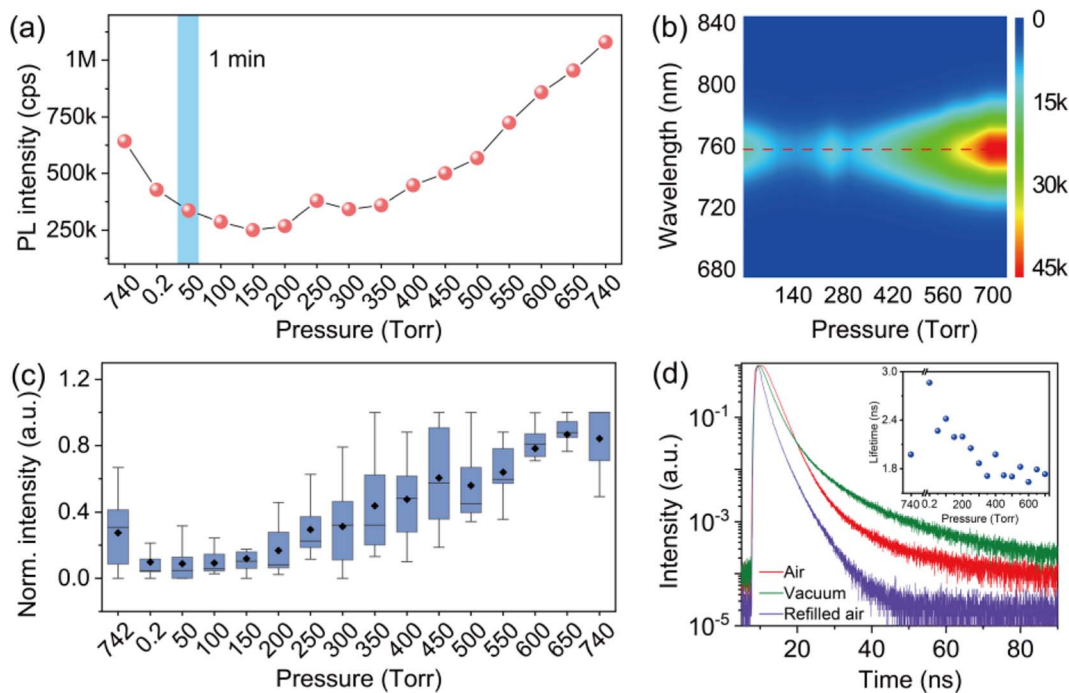 (a)
1M
750k
500k
250k
PL intensity (cps)
1 min
740 0.2 50 100 150 200 250 300 350 400 450 500 550 600 650 740
Pressure (Torr)
(b)
840
800
760
720
680
Wavelength (nm)
140 280 420 560 700
Pressure (Torr)
0
15k
30k
45k
(c)
1.2
0.8
0.4
0.0
Norm. intensity (a.u.)
742 0.2 50 100 150 200 250 300 350 400 450 500 550 600 650 740
Pressure (Torr)
(d)
10-1
10-3
10-5
Intensity (a.u.)
Air
Vacuum
Refilled air
20 40 60 80
Time (ns)
3.0
2.4
1.8
Lifetime (ns)
740 0.2 200 400 600
Pressure (Torr)